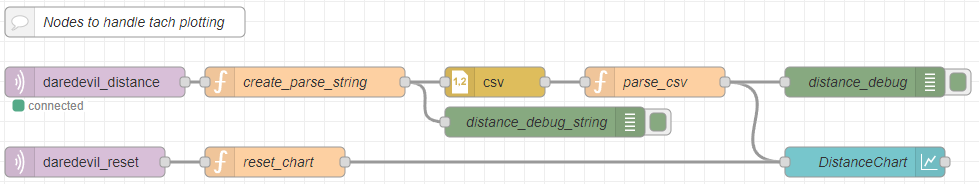 Nodes to handle tach plotting
daredevil_distance
create_parse_string
1,2
csv
parse_csv
distance_debug
connected
distance_debug_string
daredevil_reset
reset_chart
DistanceChart